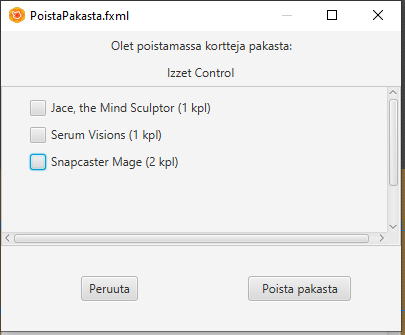 PoistaPakasta.fxml
Olet poistamassa kortteja pakasta:
Izzet Control
Jace, the Mind Sculptor (1 kpl)
Serum Visions (1 kpl)
Snapcaster Mage (2 kpl)
Peruuta
Poista pakasta